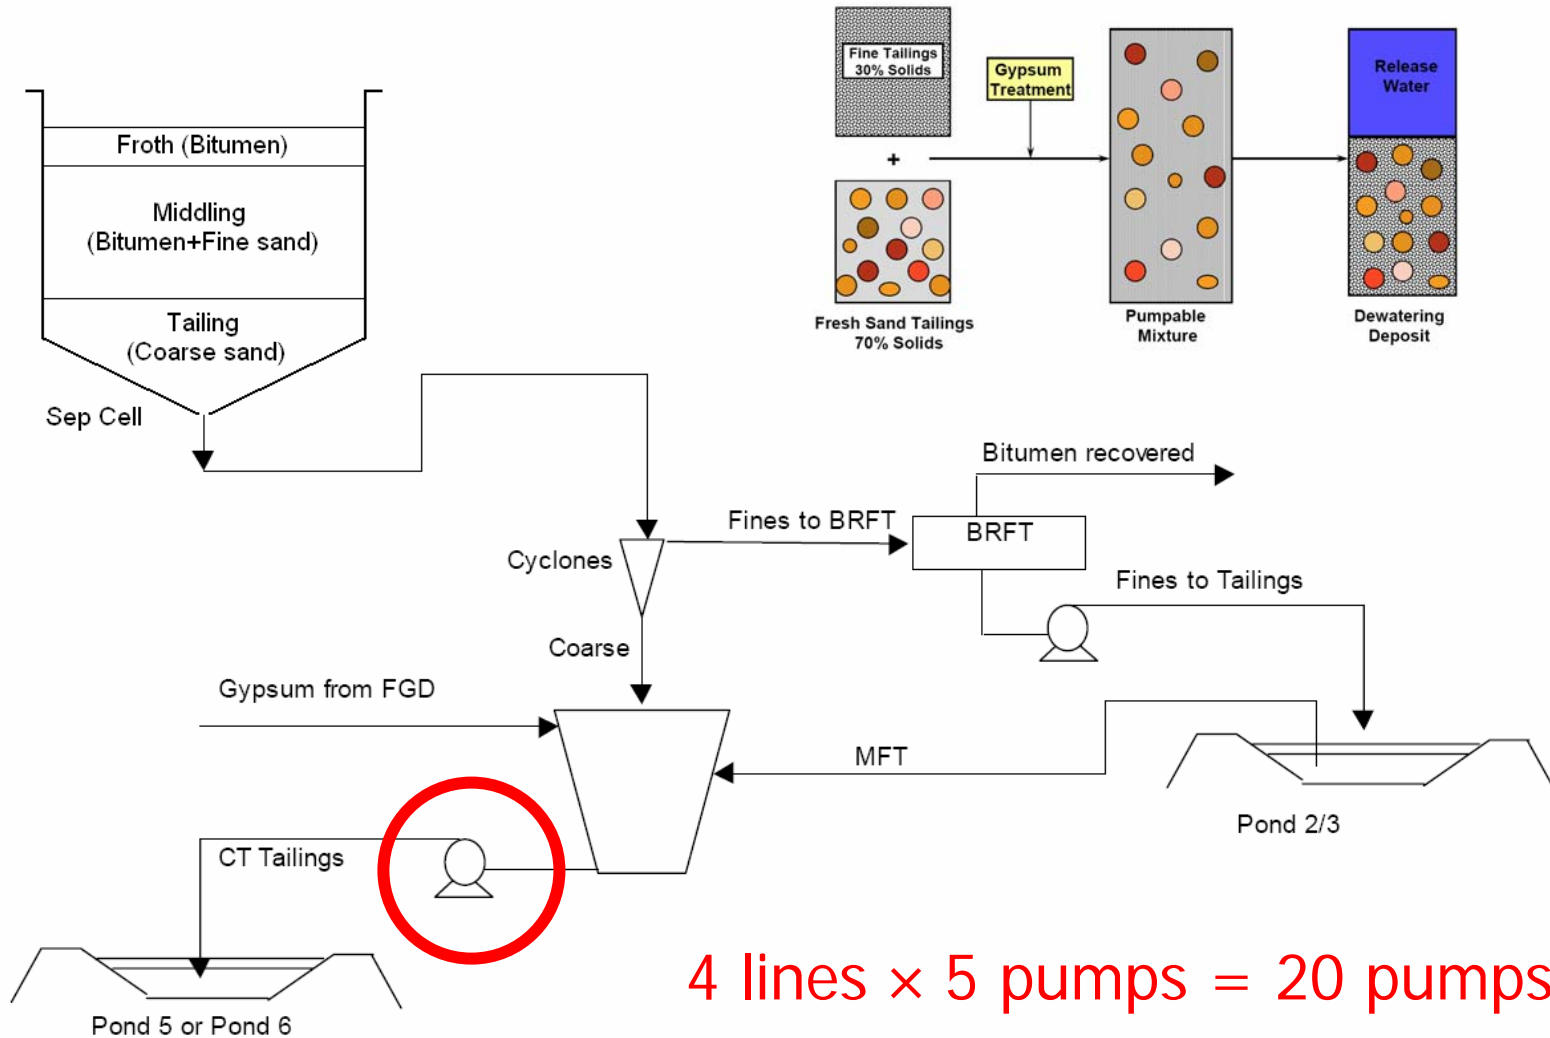 Fine Tailings
30% Solids
Gypsum
Treatment
+
Fresh Sand Tailings
70% Solids
Pumpable
Mixture
Release
Water
Dewatering
Deposit
Froth (Bitumen)
Middling
(Bitumen+Fine sand)
Tailing
(Coarse sand)
Sep Cell
Bitumen recovered
Fines to BRFT
BRFT
Cyclones
Fines to Tailings
Coarse
Gypsum from FGD
MFT
Pond 2/3
CT Tailings
4 lines × 5 pumps = 20 pumps
Pond 5 or Pond 6